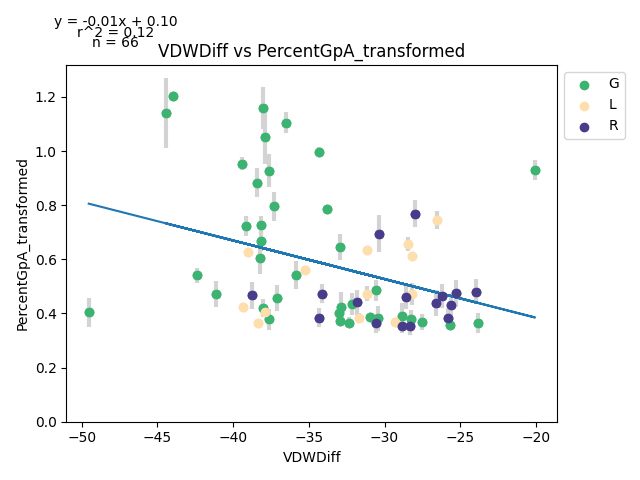 y = -0.01x + 0.10
r^2 = 0.12
n = 66
VDWDiff vs PercentGpA_transformed
G
L
R
PercentGpA_transformed
1.2
1.0
0.8
0.6
0.4
0.2
0.0
−50 −45 −40 −35 −30 −25 −20
VDWDiff